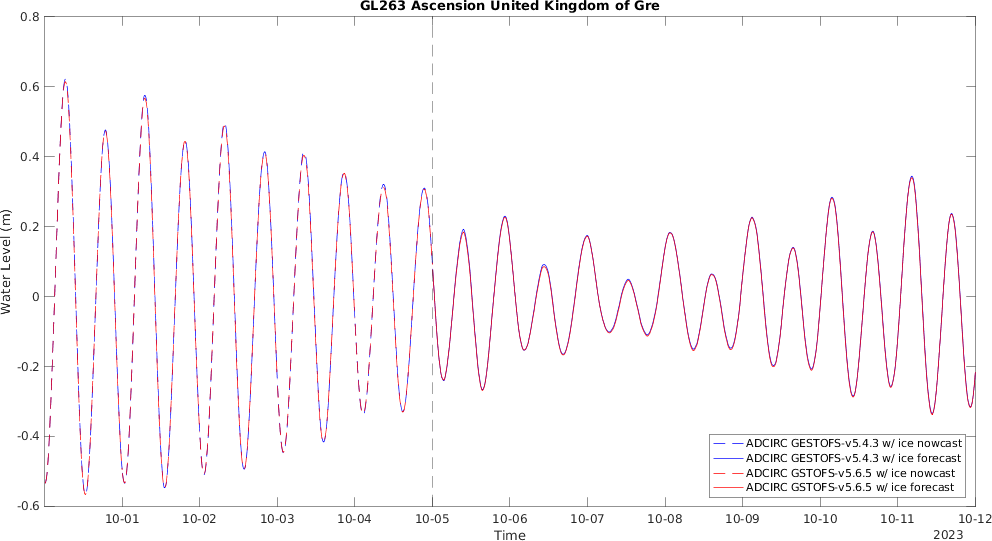 GL263 Ascension United Kingdom of Gre
0.8
0.6
0.4
0.2
0
-0.2
-0.4
-0.6
Water Level (m)
ADCIRC GESTOFS-v5.4.3 w/ ice nowcast
ADCIRC GESTOFS-v5.4.3 w/ ice forecast
ADCIRC GSTOFS-v5.6.5 w/ ice nowcast
ADCIRC GSTOFS-v5.6.5 w/ ice forecast
10-01 10-02 10-03 10-04 10-05 10-06 10-07 10-08 10-09 10-10 10-11 10-12
Time
2023